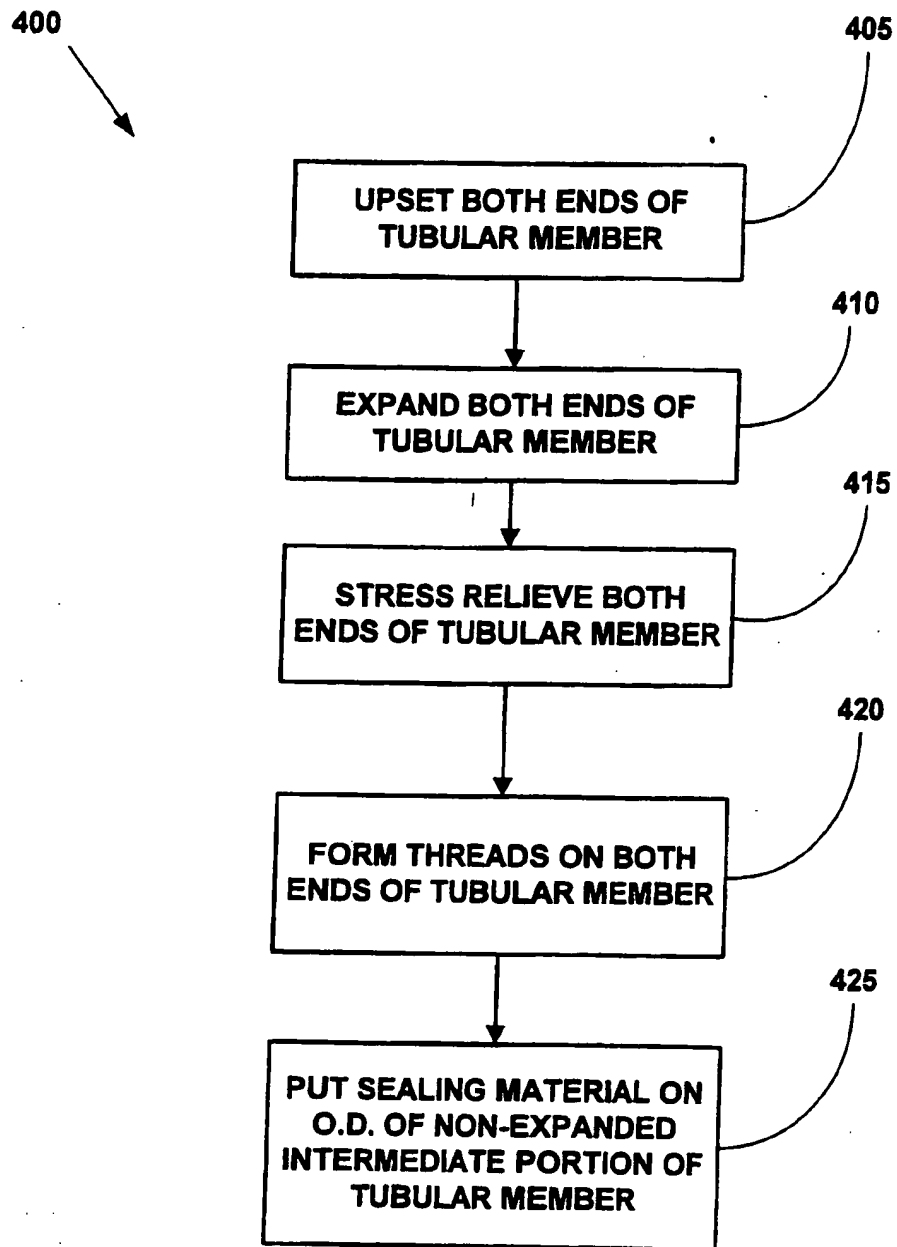 400
405
UPSET BOTH ENDS OF
TUBULAR MEMBER
410
EXPAND BOTH ENDS OF
TUBULAR MEMBER
415
STRESS RELIEVE BOTH
ENDS OF TUBULAR MEMBER
420
FORM THREADS ON BOTH
ENDS OF TUBULAR MEMBER
425
PUT SEALING MATERIAL ON
O.D. OF NON-EXPANDED
INTERMEDIATE PORTION OF
TUBULAR MEMBER